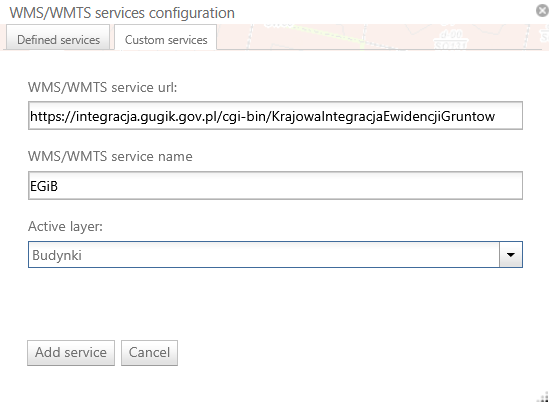 WMS/WMTS services configuration
Defined services
Custom services
WMS/WMTS service url:
https://integracja.gugik.gov.pl/cgi-bin/KrajowaIntegracjaEwidencjiGruntow
WMS/WMTS service name
EGiB
Active layer:
Budynki
Add service
Cancel